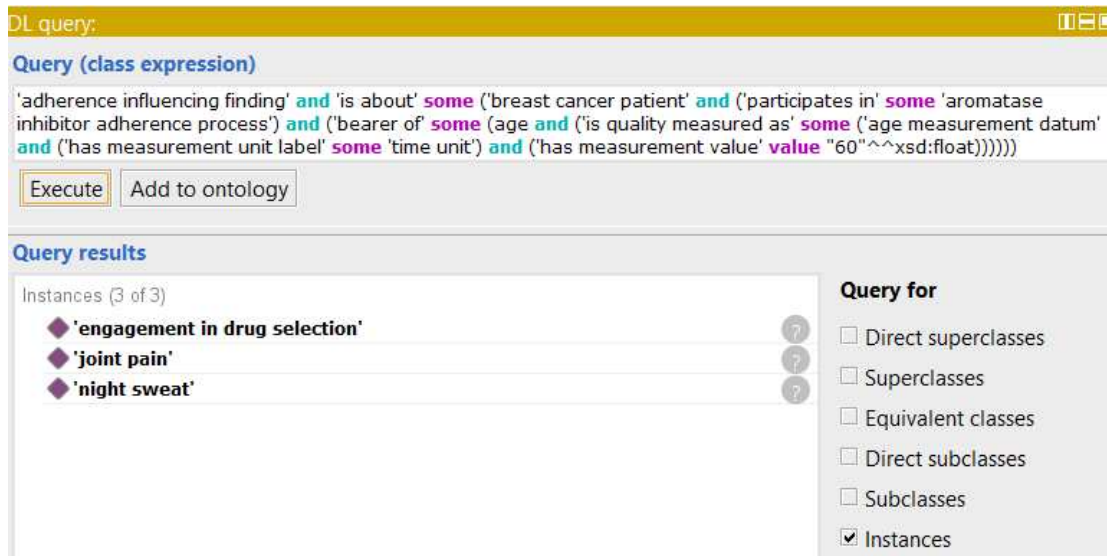 DL query:
Query (class expression)
'adherence influencing finding' and 'is about' some ('breast cancer patient' and ('participates in' some 'aromatase
inhibitor adherence process') and ('bearer of' some (age and ('is quality measured as' some ('age measurement datum'
and ('has measurement unit label' some 'time unit') and ('has measurement value' value "60"^^xsd:float))))))
Execute
Add to ontology
Query results
Instances (3 of 3)
'engagement in drug selection'
?
'joint pain'
?
'night sweat'
?
Query for
Direct superclasses
Superclasses
Equivalent classes
Direct subclasses
Subclasses
Instances